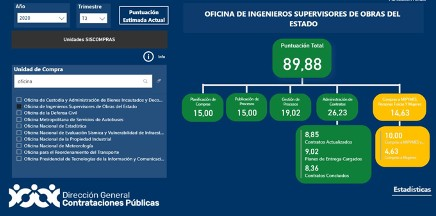 Año
2020
Trimestre
T3
Puntuación
Estimada Actual
Unidades SISCOMPRAS
Info
Unidad de Compra
oficina
Oficina de Custodia y Administración de Bienes Incautados y Deco...
Oficina de Ingenieros Supervisores de Obras del Estado
Oficina de la Defensa Civil
Oficina Metropolitana de Servicios de Autobuses
Oficina Nacional de Estadística
Oficina Nacional de Evaluación Sísmica y Vulnerabilidad de Infraest...
Oficina Nacional de la Propiedad Industrial
Oficina Nacional de Meteorología
Oficina para el Reordenamiento del Transporte
Oficina Presidencial de Tecnologías de la Información y Comunicaci...
Dirección General
Contrataciones Públicas
OFICINA DE INGENIEROS SUPERVISORES DE OBRAS DEL
ESTADO
Puntuación Total
89,88
Planificación de
Compras
15,00
Publicación de
Procesos
15,00
Gestión de
Procesos
19,02
Administración de
Contratos
26,23
14,63
8,85
Contratos Actualizados
9,02
Planes de Entrega Cargados
8,36
Contratos Concluidos
10,00
4,63
Estadísticas